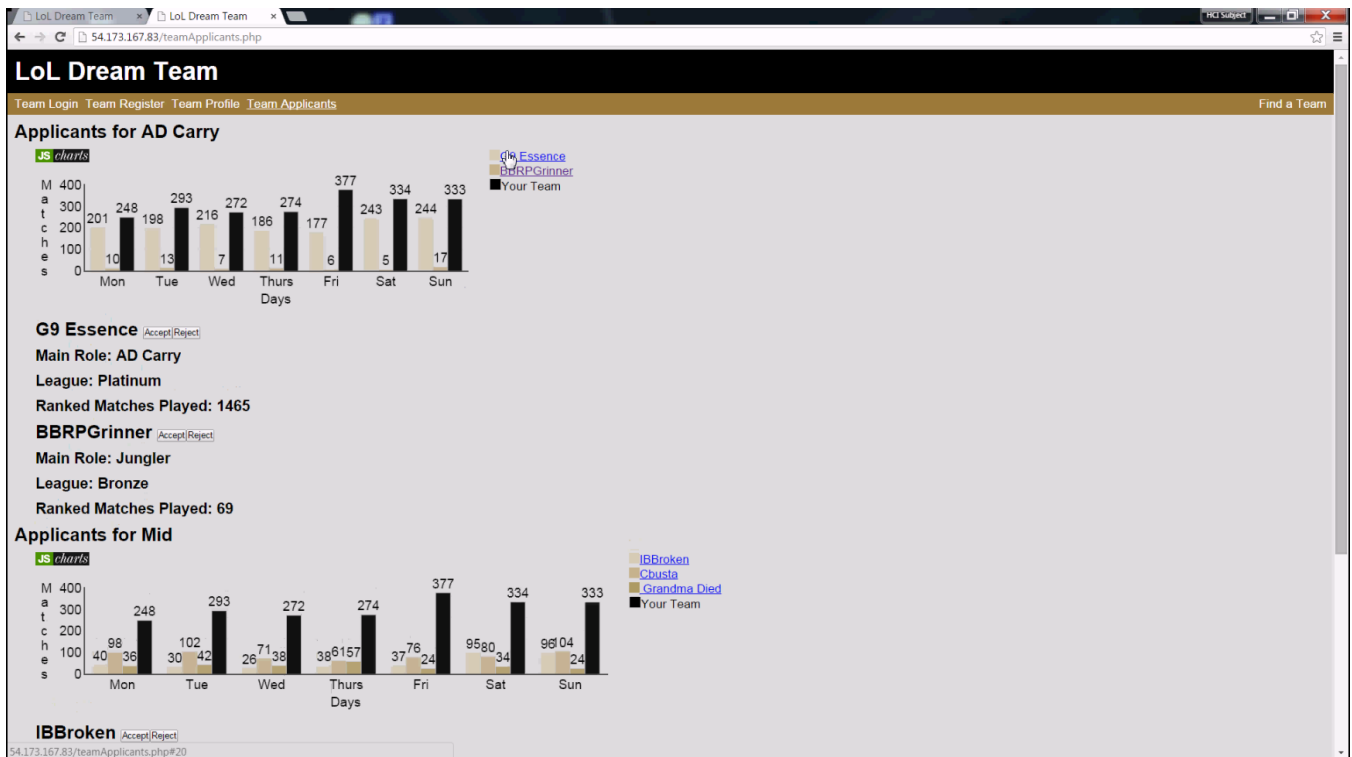 LoL Dream Team
LoL Dream Team
HCI Subject
54.173.167.83/teamApplicants.php
LoL Dream Team
Team Login Team Register Team Profile Team Applicants Find a Team
Applicants for AD Carry
JS charts
G9 Essence
BBRPGrinner
Your Team
Matches
400
300
200
100
0
201 10 248
198 13 293
216 7 272
186 11 274
177 6 377
243 5 334
244 17 333
Mon Tue Wed Thurs Fri Sat Sun
Days
G9 Essence Accept Reject
Main Role: AD Carry
League: Platinum
Ranked Matches Played: 1465
BBRPGrinner Accept Reject
Main Role: Jungler
League: Bronze
Ranked Matches Played: 69
Applicants for Mid
JS charts
IBBroken
Cbusta
Grandma Died
Your Team
Matches
400
300
200
100
0
40 98 36 248
30 102 42 293
26 71 38 272
38 61 57 274
37 76 24 377
95 80 34 334
96 104 24 333
Mon Tue Wed Thurs Fri Sat Sun
Days
IBBroken Accept Reject
54.173.167.83/teamApplicants.php#20